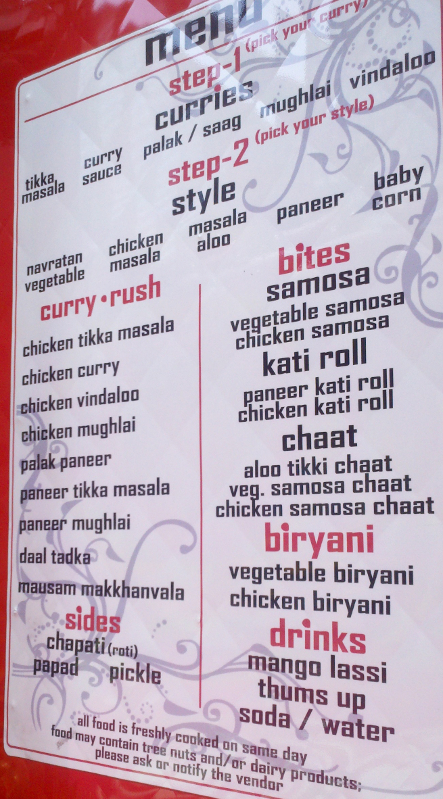 menu
step-1 (pick your curry)
curries
tikka masala
curry sauce
palak / saag
mughlai
vindaloo
step-2 (pick your style)
style
navratan vegetable
chicken masala
masala aloo
paneer
baby corn
curry • rush
chicken tikka masala
chicken curry
chicken vindaloo
chicken mughlai
palak paneer
paneer tikka masala
paneer mughlai
daal tadka
mausam makkhanvala
sides
chapati (roti)
papad pickle
bites
samosa
vegetable samosa
chicken samosa
kati roll
paneer kati roll
chicken kati roll
chaat
aloo tikki chaat
veg. samosa chaat
chicken samosa chaat
biryani
vegetable biryani
chicken biryani
drinks
mango lassi
thums up
soda / water
all food is freshly cooked on same day
food may contain tree nuts and/or dairy products;
please ask or notify the vendor